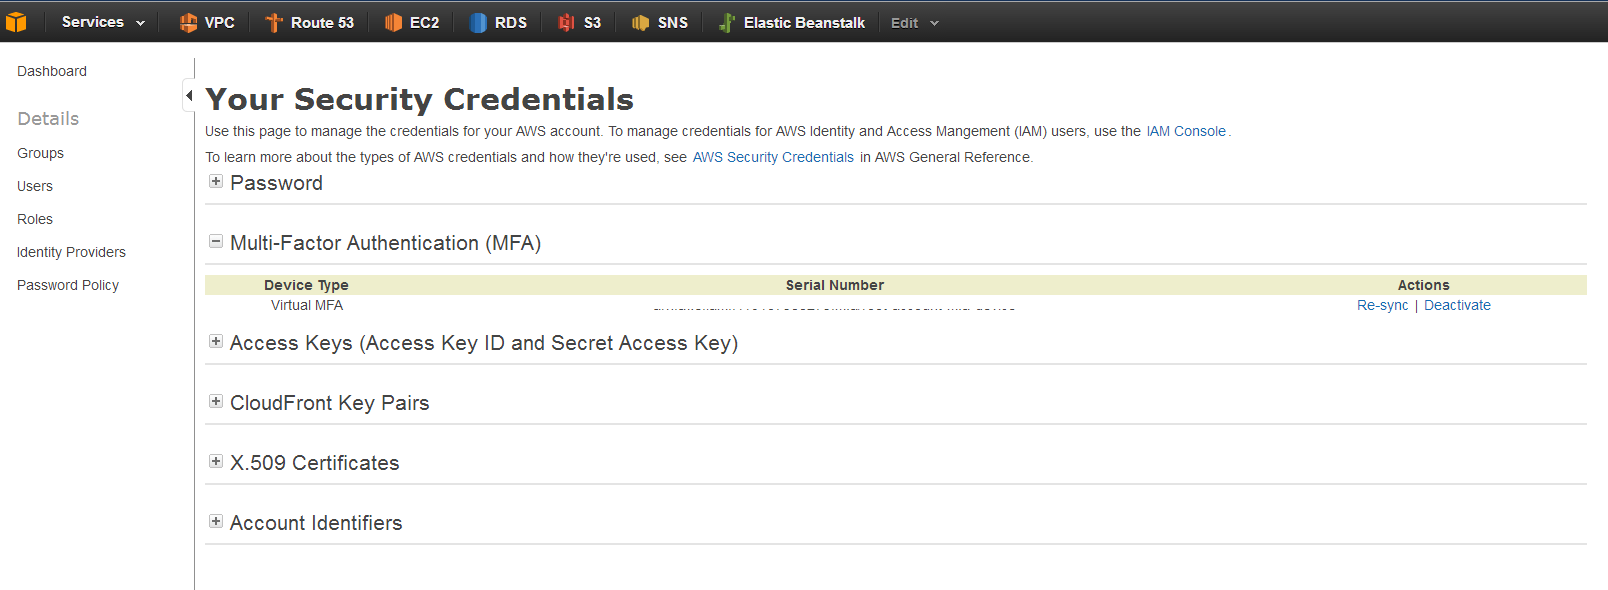 Services VPC Route 53 EC2 RDS S3 SNS Elastic Beanstalk Edit
Dashboard
Details
Groups
Users
Roles
Identity Providers
Password Policy
Your Security Credentials
Use this page to manage the credentials for your AWS account. To manage credentials for AWS Identity and Access Mangement (IAM) users, use the IAM Console.
To learn more about the types of AWS credentials and how they're used, see AWS Security Credentials in AWS General Reference.
Password
Multi-Factor Authentication (MFA)
Device Type Serial Number Actions
Virtual MFA Re-sync | Deactivate
Access Keys (Access Key ID and Secret Access Key)
CloudFront Key Pairs
X.509 Certificates
Account Identifiers